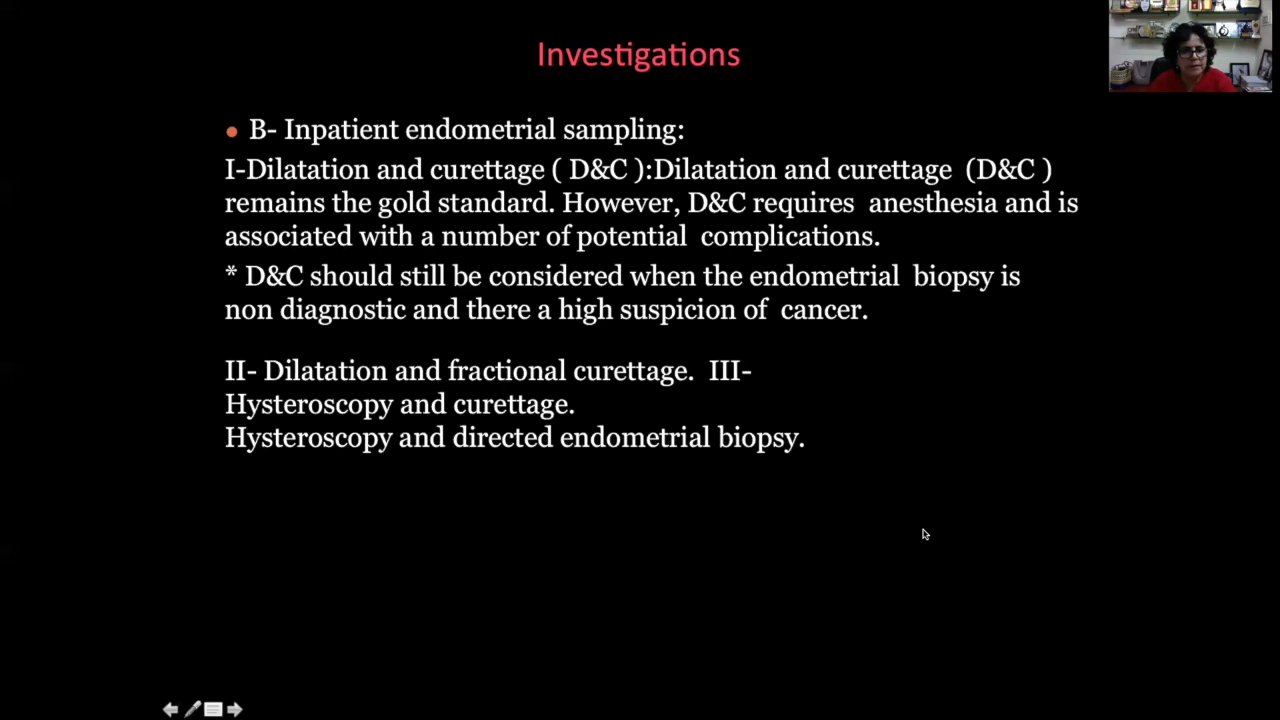 Investigations
B- Inpatient endometrial sampling:
I-Dilatation and curettage ( D&C ):Dilatation and curettage (D&C )
remains the gold standard. However, D&C requires anesthesia and is
associated with a number of potential complications.
* D&C should still be considered when the endometrial biopsy is
non diagnostic and there a high suspicion of cancer.
II- Dilatation and fractional curettage. III-
Hysteroscopy and curettage.
Hysteroscopy and directed endometrial biopsy.